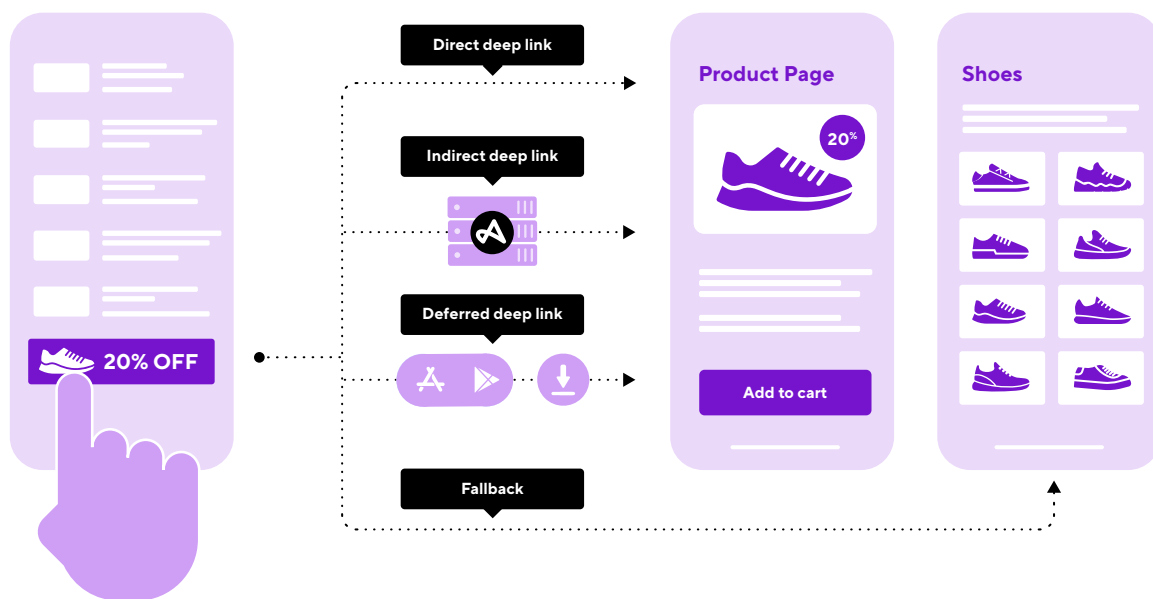 20% OFF
Direct deep link
Indirect deep link
Deferred deep link
Fallback
Product Page
20%
Add to cart
Shoes